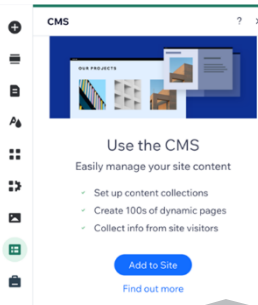 CMS
?
OUR PROJECTS
Use the CMS
Easily manage your site content
Set up content collections
Create 100s of dynamic pages
Collect info from site visitors
Add to Site
Find out more